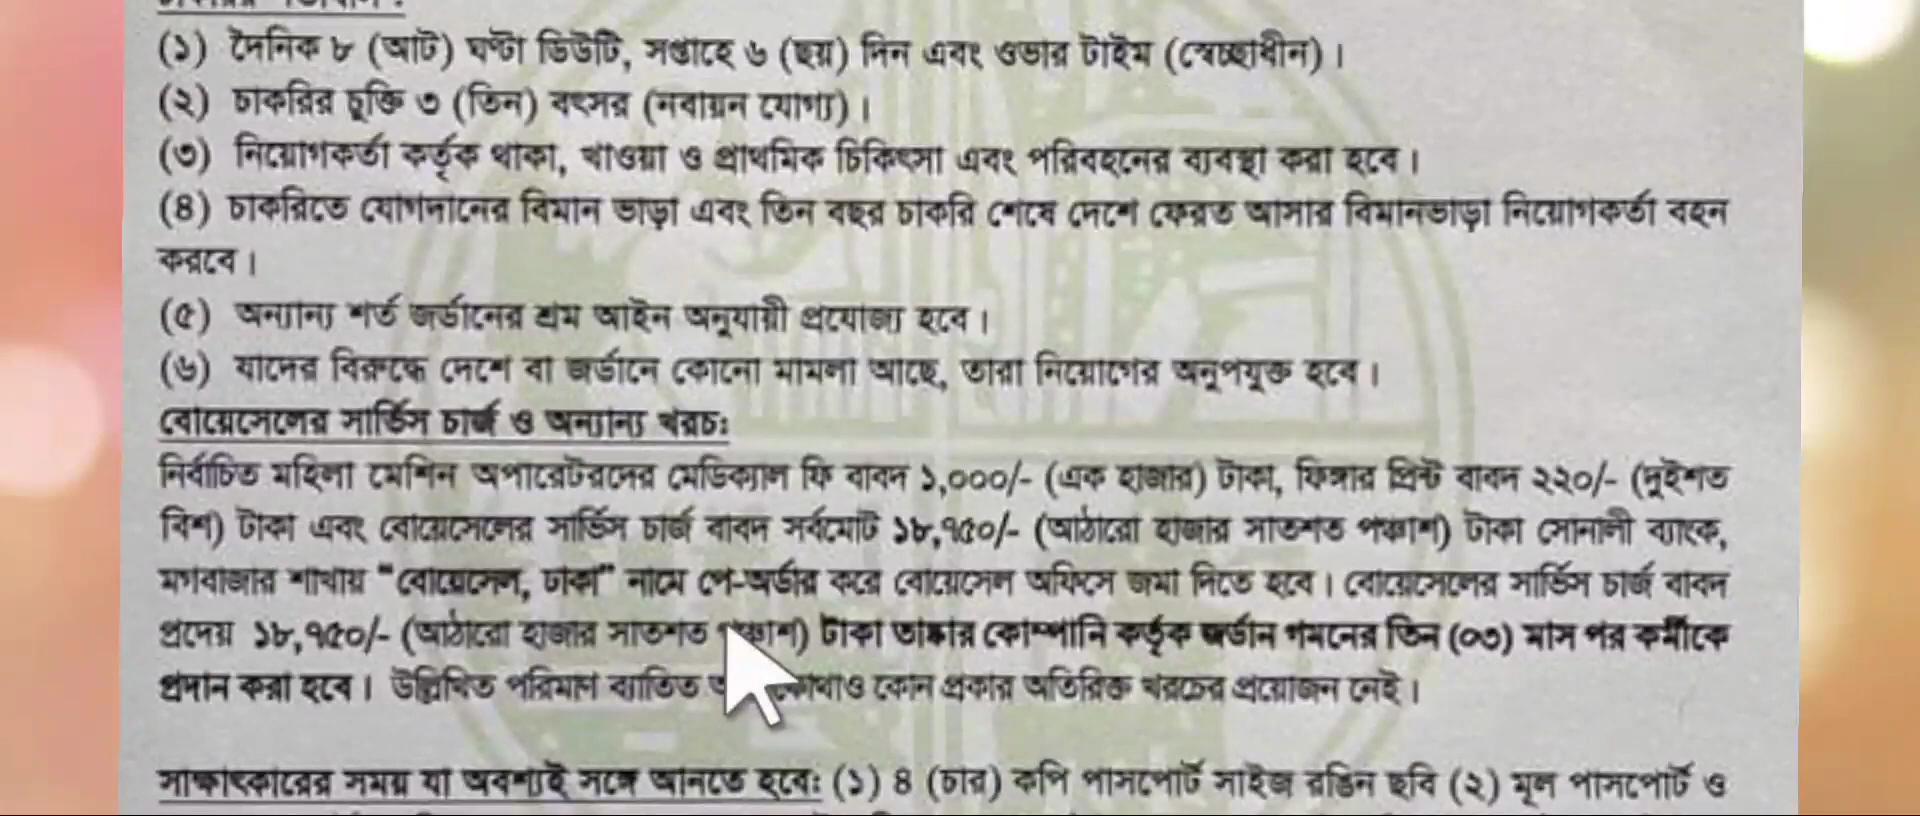 (১) দৈনিক ৮ (আট) ঘণ্টা ডিউটি, সপ্তাহে ৬ (ছয়) দিন এবং ওভার টাইম (স্বেচ্ছাধীন)।
(২) চাকরির চুক্তি ৩ (তিন) বৎসর (নবায়ন যোগ্য)।
(৩) নিয়োগকর্তা কর্তৃক থাকা, খাওয়া ও প্রাথমিক চিকিৎসা এবং পরিবহনের ব্যবস্থা করা হবে।
(৪) চাকরিতে যোগদানের বিমান ভাড়া এবং তিন বছর চাকরি শেষে দেশে ফেরত আসার বিমানভাড়া নিয়োগকর্তা বহন
করবে।
(৫) অন্যান্য শর্ত জর্ডানের শ্রম আইন অনুযায়ী প্রযোজ্য হবে।
(৬) যাদের বিরুদ্ধে দেশে বা জর্ডানে কোনো মামলা আছে, তারা নিয়োগের অনুপযুক্ত হবে।
বোয়েসেলের সার্ভিস চার্জ ও অন্যান্য খরচঃ
নির্বাচিত মহিলা মেশিন অপারেটরদের মেডিক্যাল ফি বাবদ ১,০০০/- (এক হাজার) টাকা, ফিঙ্গার প্রিন্ট বাবদ ২২০/- (দুইশত
বিশ) টাকা এবং বোয়েসেলের সার্ভিস চার্জ বাবদ সর্বমোট ১৮,৭৫০/- (আঠারো হাজার সাতশত পঞ্চাশ) টাকা সোনালী ব্যাংক,
মগবাজার শাখায় "বোয়েসেল, ঢাকা" নামে পে-অর্ডার করে বোয়েসেল অফিসে জমা দিতে হবে। বোয়েসেলের সার্ভিস চার্জ বাবদ
প্রদেয় ১৮,৭৫০/- (আঠারো হাজার সাতশত পঞ্চাশ) টাকা কোম্পানি কর্তৃক জর্ডান গমনের তিন (০৩) মাস পর কর্মীকে
প্রদান করা হবে। উল্লিখিত পরিমাণ ব্যতিত কোথাও কোন প্রকার অতিরিক্ত খরচের প্রয়োজন নেই।
সাক্ষাৎকারের সময় যা অবশ্যই সঙ্গে আনতে হবেঃ (১) ৪ (চার) কপি পাসপোর্ট সাইজ রঙিন ছবি (২) মূল পাসপোর্ট ও